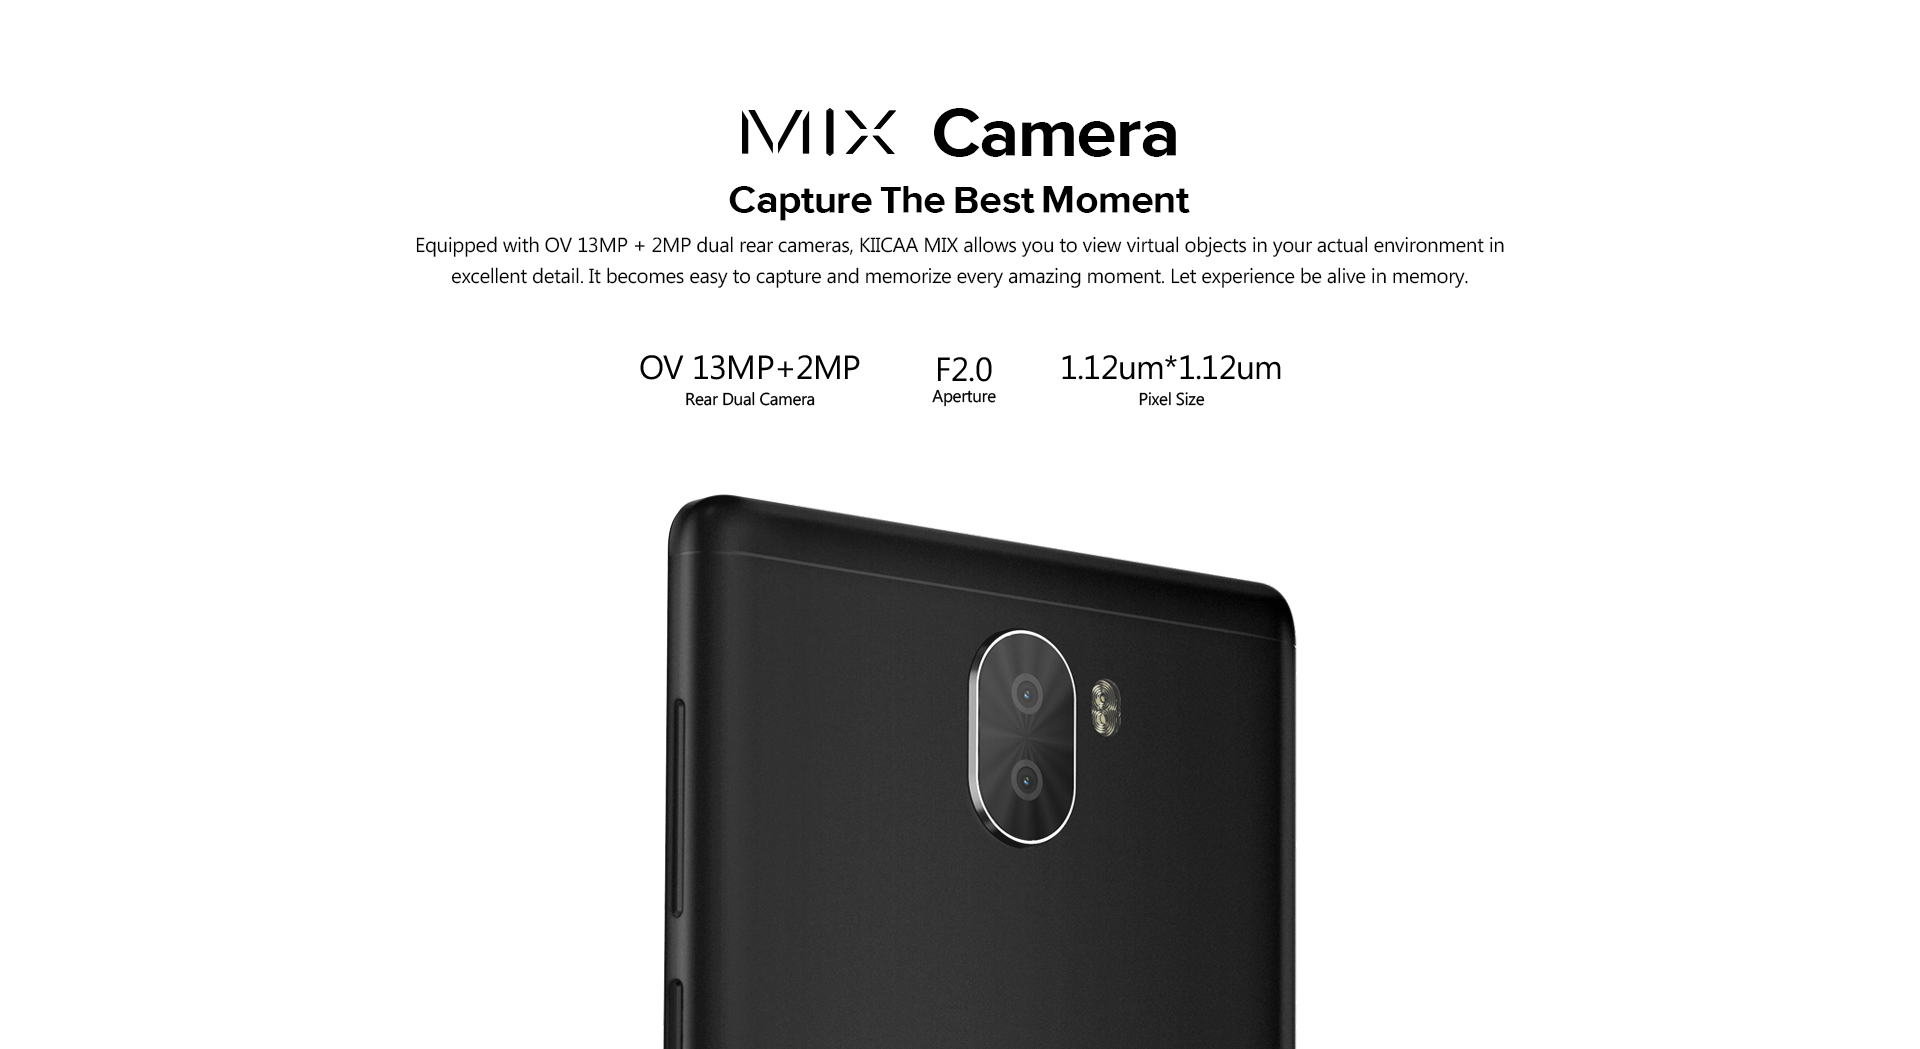 MIX Camera
Capture The Best Moment
Equipped with OV 13MP + 2MP dual rear cameras, KIICAA MIX allows you to view virtual objects in your actual environment in
excellent detail. It becomes easy to capture and memorize every amazing moment. Let experience be alive in memory.
OV 13MP+2MP
Rear Dual Camera
F2.0
Aperture
1.12um*1.12um
Pixel Size